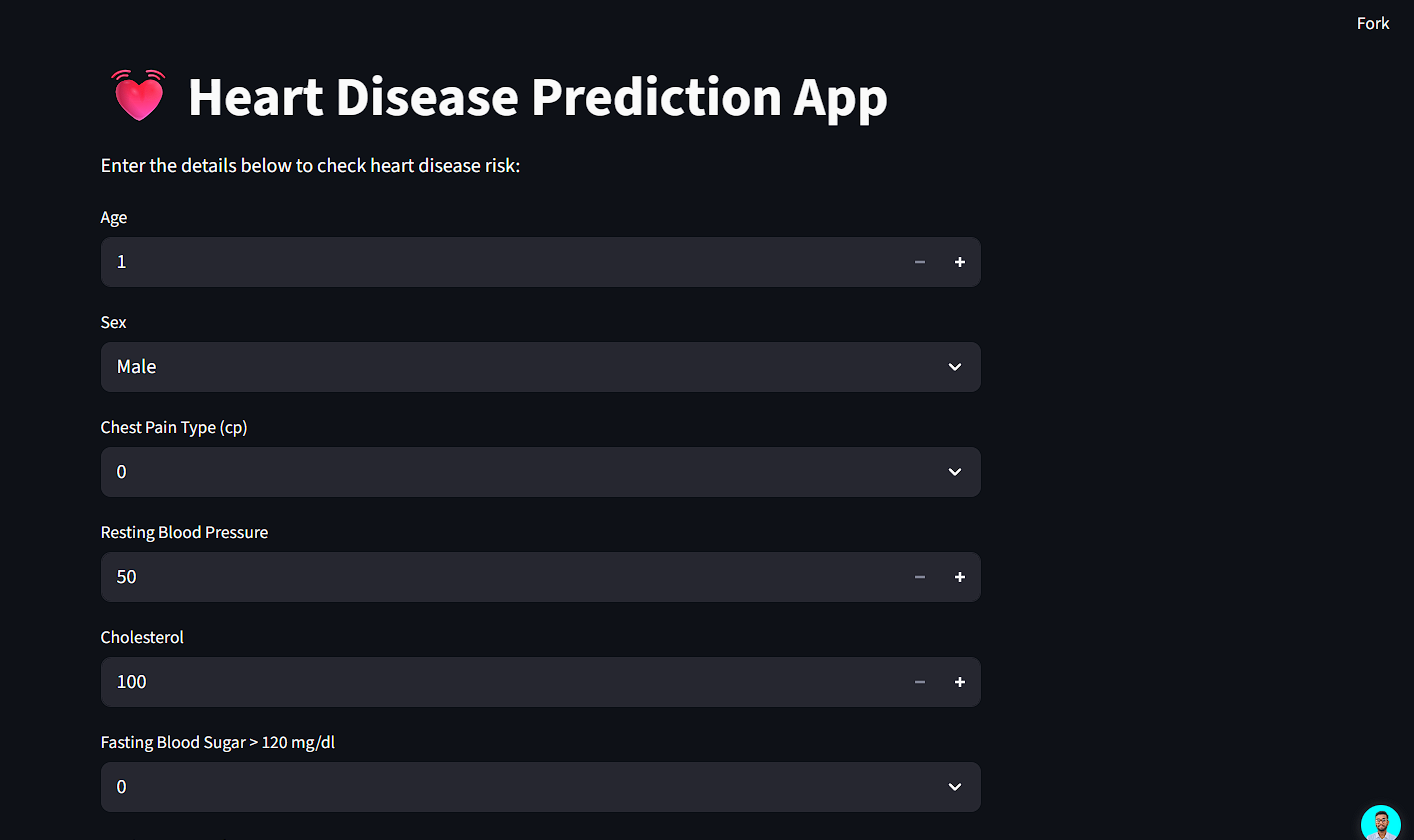 Fork
Heart Disease Prediction App
Enter the details below to check heart disease risk:
Age
1
Sex
Male
Chest Pain Type (cp)
0
Resting Blood Pressure
50
Cholesterol
100
Fasting Blood Sugar > 120 mg/dl
0